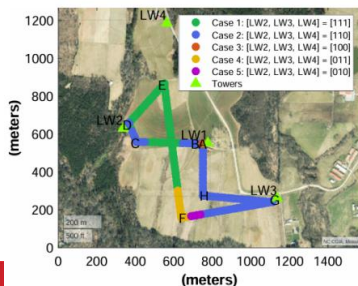 1200
1000
800
600
400
200
0
(meters)
0 200 400 600 800 1000 1200 1400
(meters)
LW4
Case 1: [LW2, LW3, LW4] = [111]
Case 2: [LW2, LW3, LW4] = [110]
Case 3: [LW2, LW3, LW4] = [100]
Case 4: [LW2, LW3, LW4] = [011]
Case 5: [LW2, LW3, LW4] = [010]
Towers
E
LW2
D
C
LW1
B
A
H
LW3
G
F
200 m
500 ft